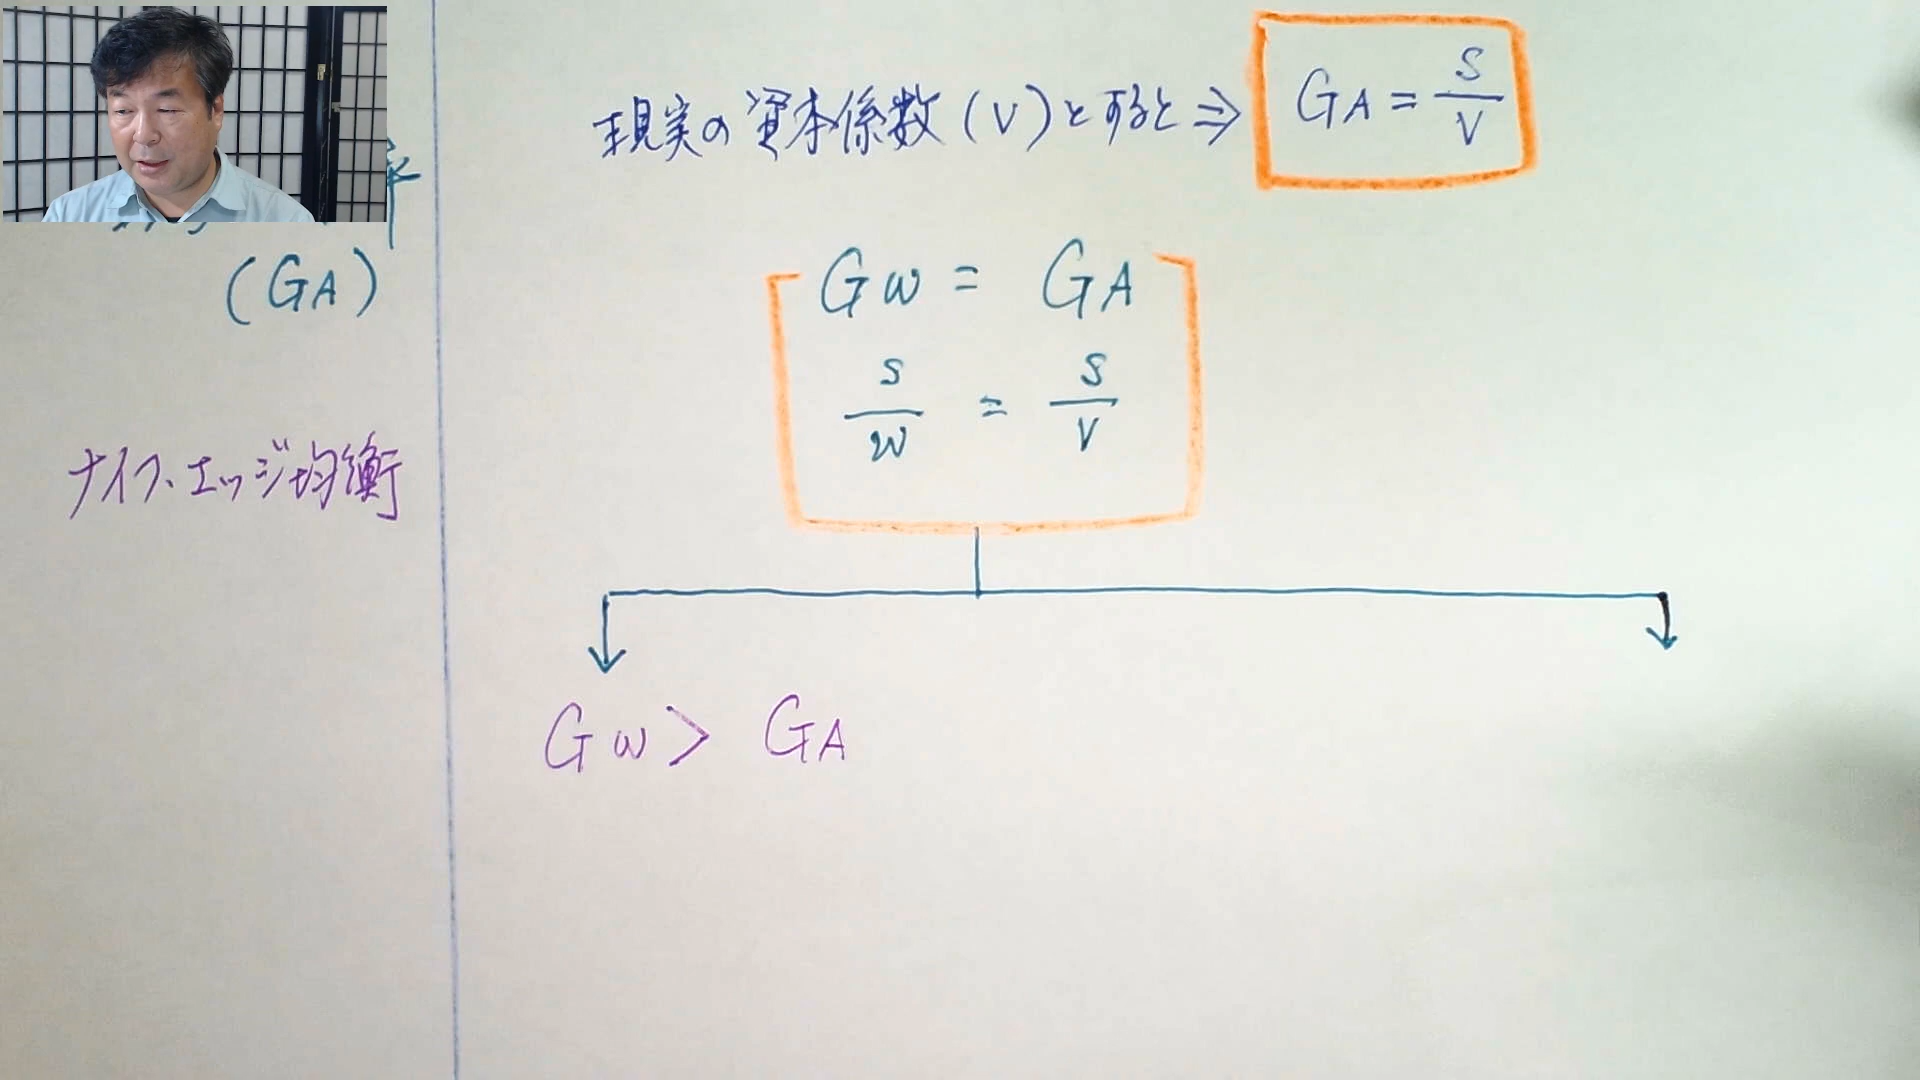 現実の資本係数(V)とすると⇒ GA = S/V
率
(GA)
Gw = GA
S/w = S/V
ナイフ、エッジ均衡
Gw > GA